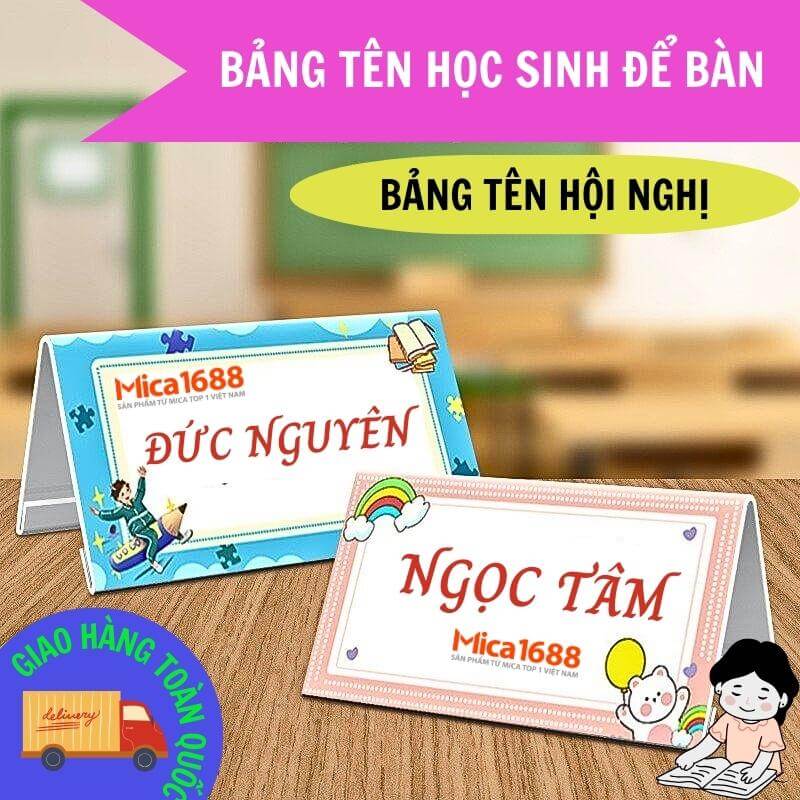 BẢNG TÊN HỌC SINH ĐỂ BÀN
BẢNG TÊN HỘI NGHỊ
Mica1688
SẢN PHẨM TỪ MICA TOP 1 VIỆT NAM
ĐỨC NGUYÊN
NGỌC TÂM
Mica1688
SẢN PHẨM TỪ MICA TOP 1 VIỆT NAM
GIAO HÀNG TOÀN QUỐC
delivery